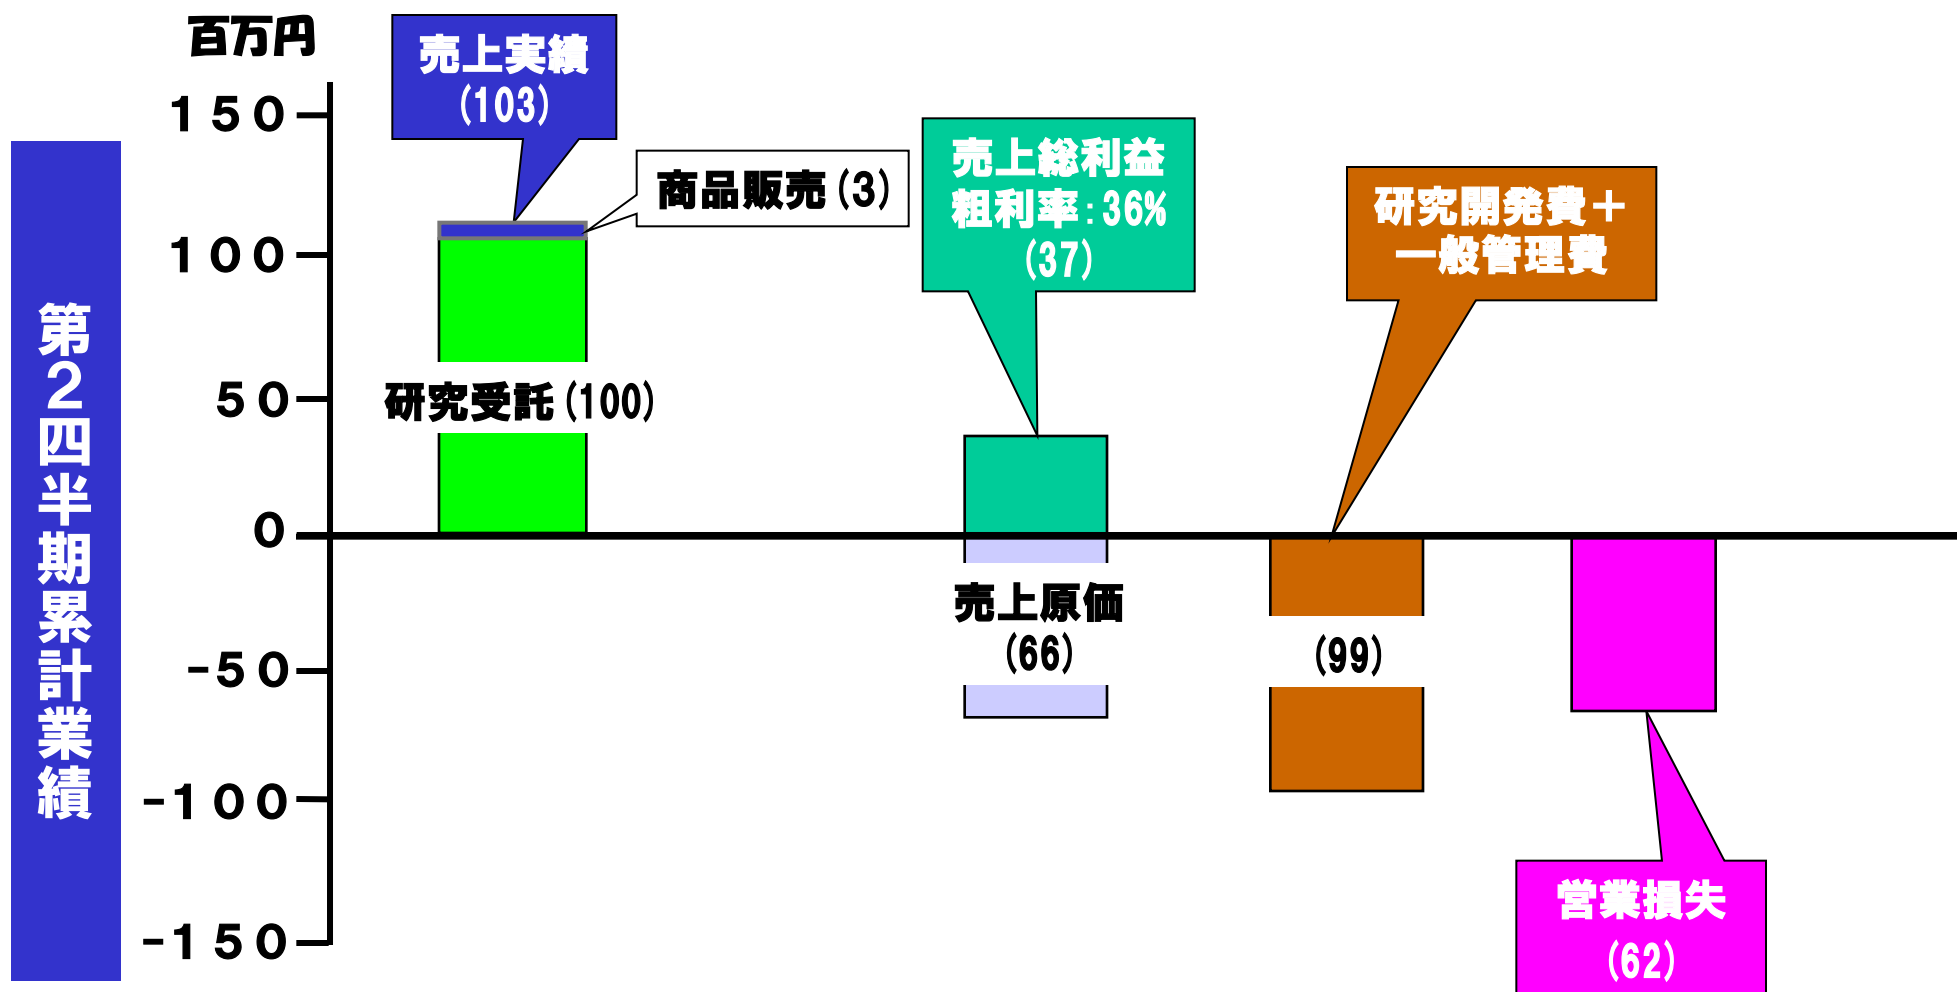 百万円
150
100
50
0
-50
-100
-150
第2四半期累計業績
売上実績
(103)
商品販売(3)
研究受託(100)
売上総利益
粗利率:36%
(37)
売上原価
(66)
研究開発費+
一般管理費
(99)
営業損失
(62)